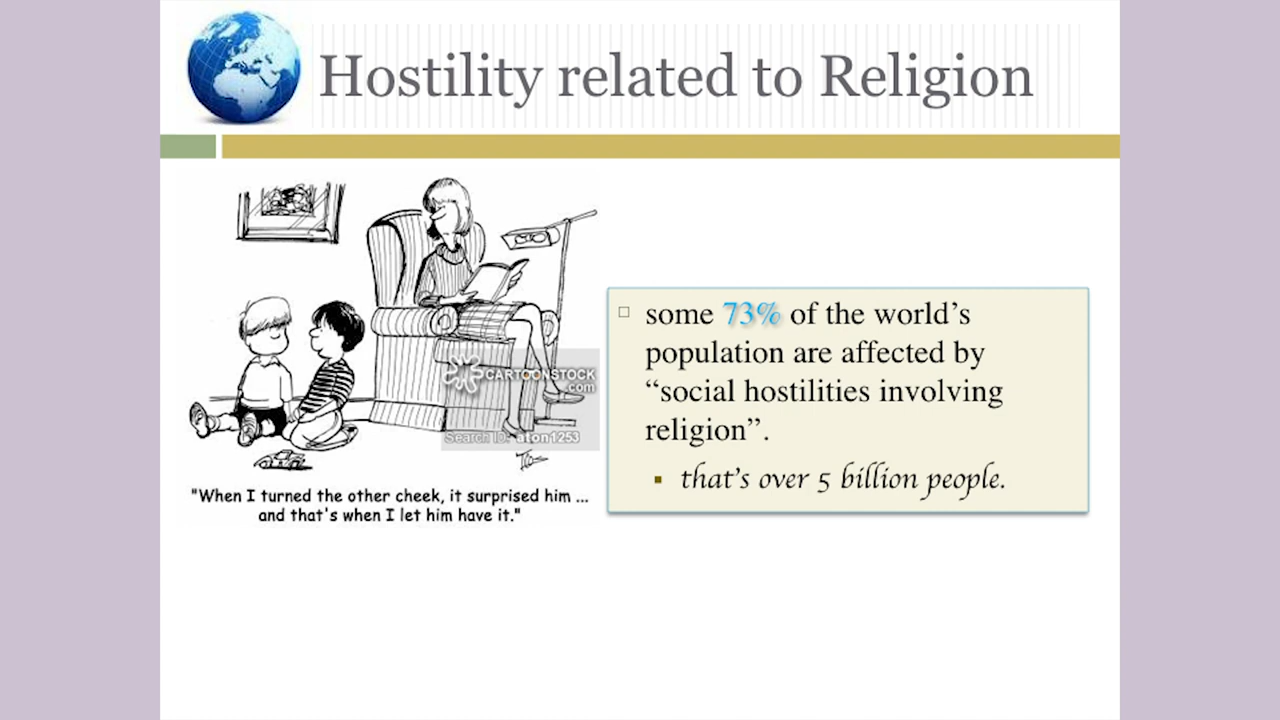 Hostility related to Religion
CARTOONSTOCK
.com
Search ID: aton1253
"When I turned the other cheek, it surprised him ...
and that's when I let him have it."
some 73% of the world’s
population are affected by
“social hostilities involving
religion”.
that’s over 5 billion people.